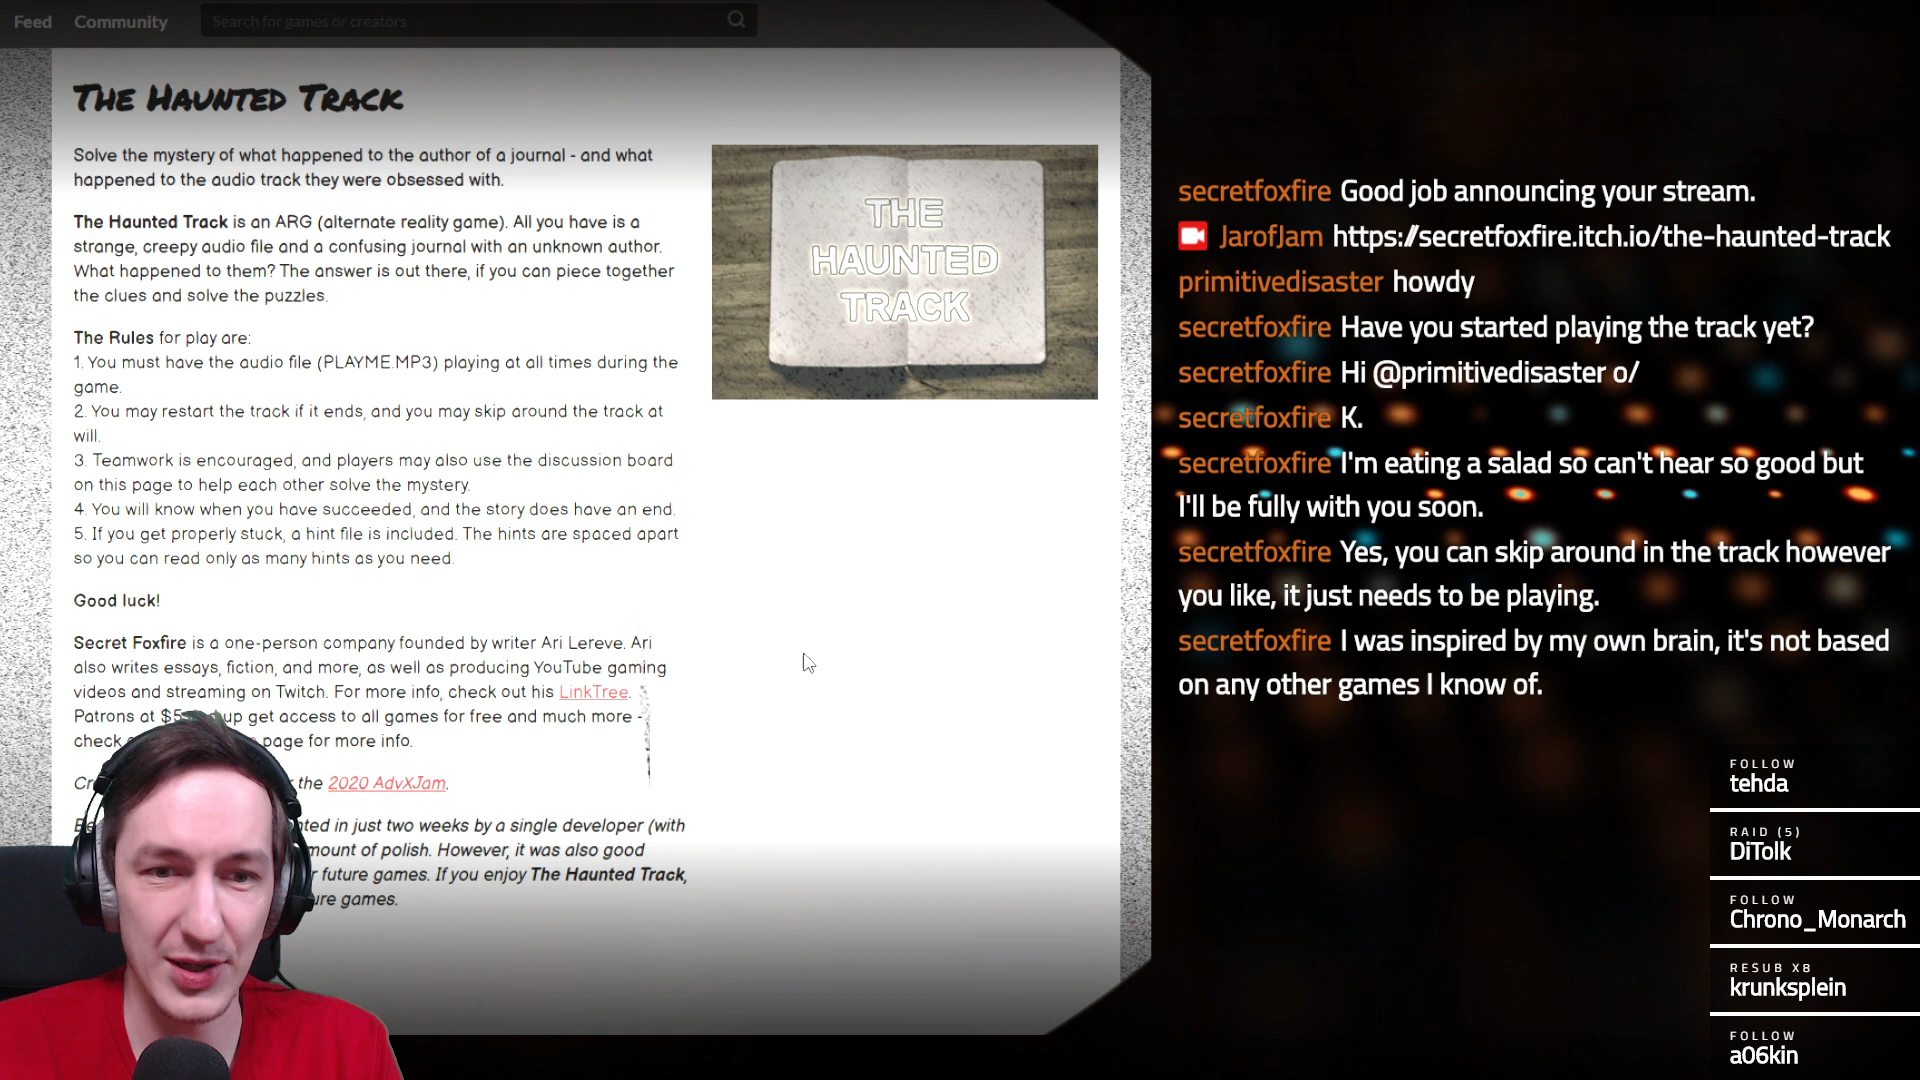 Feed Community Search for games or creators
The Haunted Track
Solve the mystery of what happened to the author of a journal - and what
happened to the audio track they were obsessed with.
The Haunted Track is an ARG (alternate reality game). All you have is a
strange, creepy audio file and a confusing journal with an unknown author.
What happened to them? The answer is out there, if you can piece together
the clues and solve the puzzles.
The Rules for play are:
1. You must have the audio file (PLAYME.MP3) playing at all times during the
game.
2. You may restart the track if it ends, and you may skip around the track at
will.
3. Teamwork is encouraged, and players may also use the discussion board
on this page to help each other solve the mystery.
4. You will know when you have succeeded, and the story does have an end.
5. If you get properly stuck, a hint file is included. The hints are spaced apart
so you can read only as many hints as you need.
Good luck!
Secret Foxfire is a one-person company founded by writer Ari Lereve. Ari
also writes essays, fiction, and more, as well as producing YouTube gaming
videos and streaming on Twitch. For more info, check out his LinkTree.
Patrons at $5 up get access to all games for free and much more -
check page for more info.
the 2020 AdvXJam.
in just two weeks by a single developer (with
mount of polish. However, it was also good
future games. If you enjoy The Haunted Track,
ure games.
THE
HAUNTED
TRACK
secretfoxfire Good job announcing your stream.
JarofJam https://secretfoxfire.itch.io/the-haunted-track
primitivedisaster howdy
secretfoxfire Have you started playing the track yet?
secretfoxfire Hi @primitivedisaster o/
secretfoxfire K.
secretfoxfire I'm eating a salad so can't hear so good but
I'll be fully with you soon.
secretfoxfire Yes, you can skip around in the track however
you like, it just needs to be playing.
secretfoxfire I was inspired by my own brain, it's not based
on any other games I know of.
FOLLOW
tehda
RAID (5)
DiTolk
FOLLOW
Chrono_Monarch
RESUB X8
krunksplein
FOLLOW
a06kin